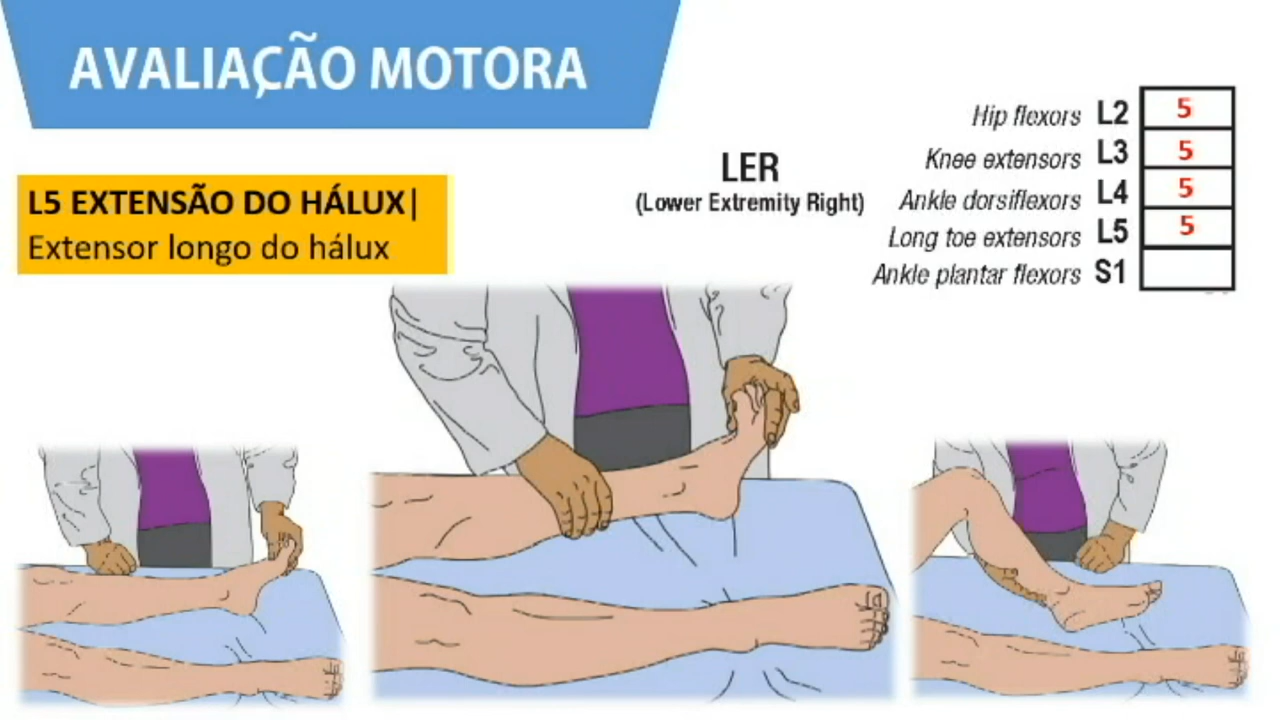 AVALIAÇÃO MOTORA
L5 EXTENSÃO DO HÁLUX|
Extensor longo do hálux
LER
(Lower Extremity Right)
Hip flexors L2 5
Knee extensors L3 5
Ankle dorsiflexors L4 5
Long toe extensors L5 5
Ankle plantar flexors S1